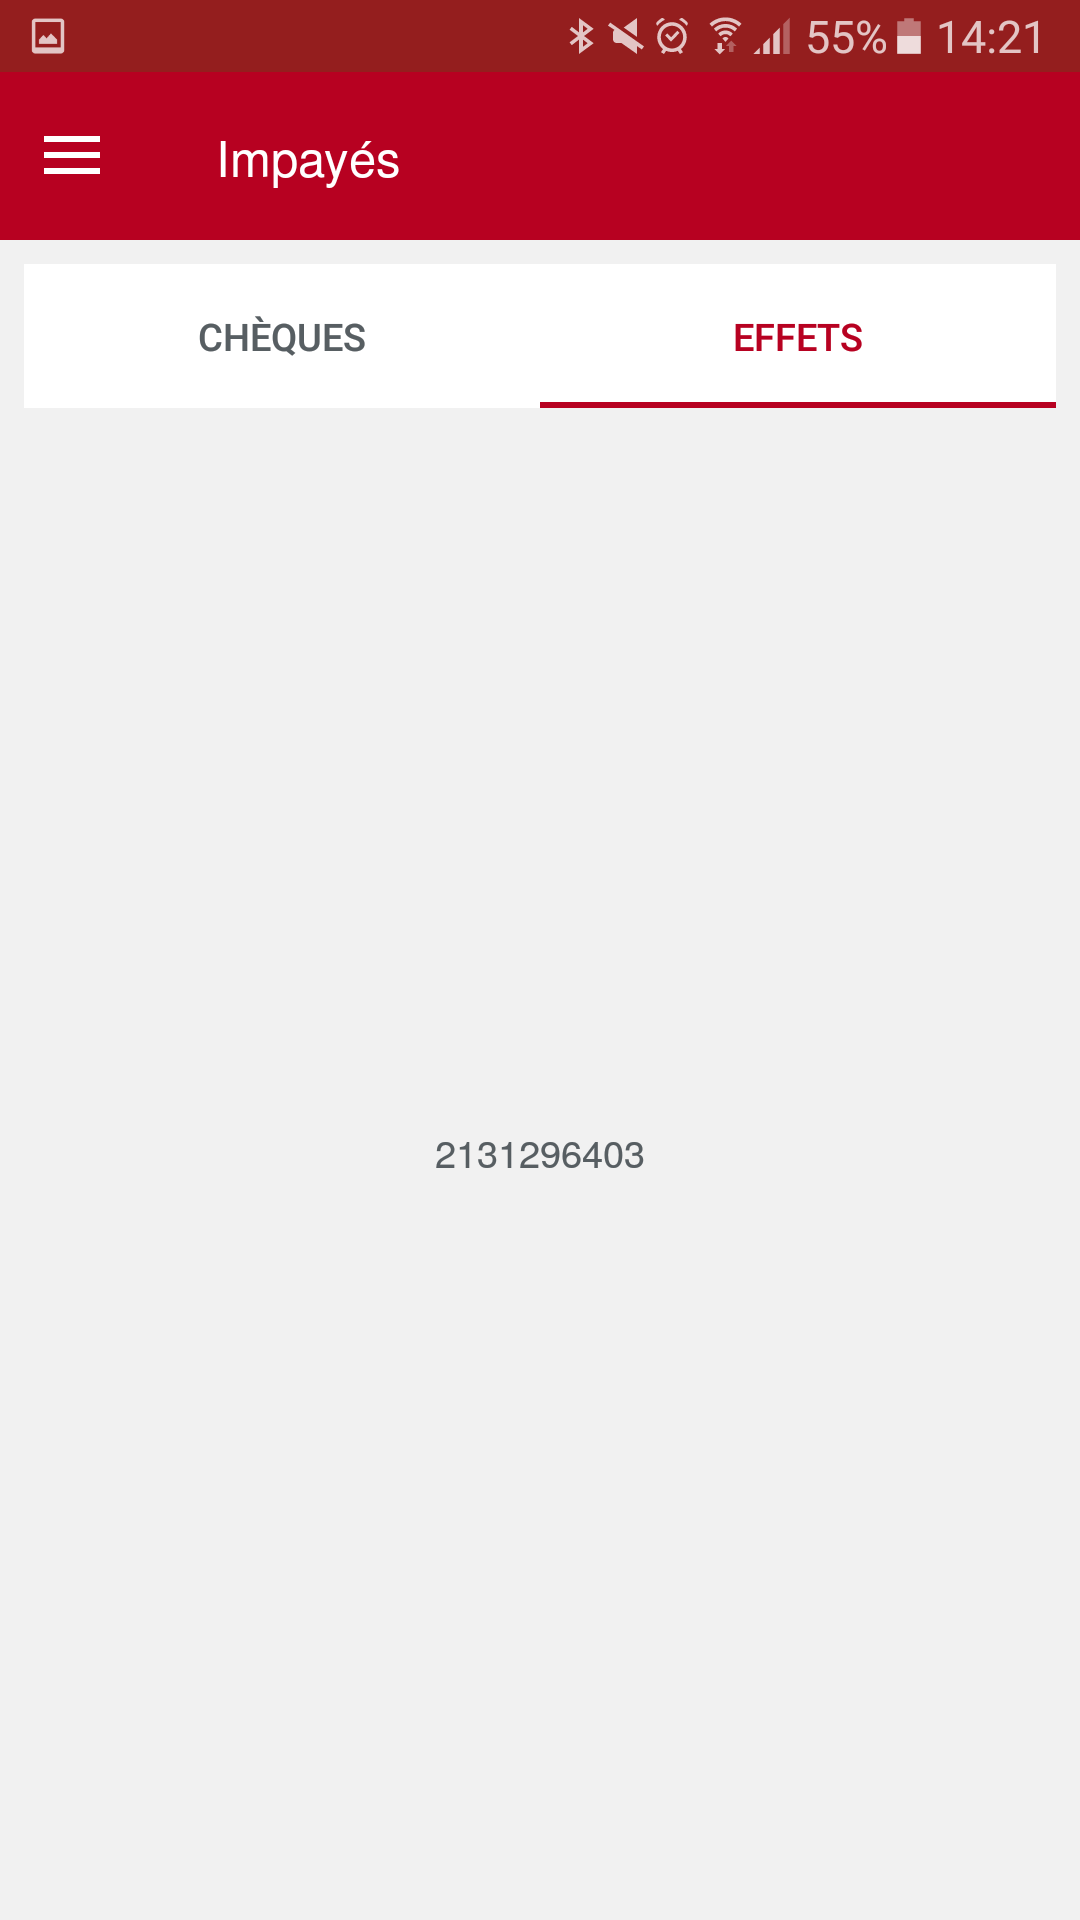 55% 14:21
Impayés
CHÈQUES EFFETS
2131296403